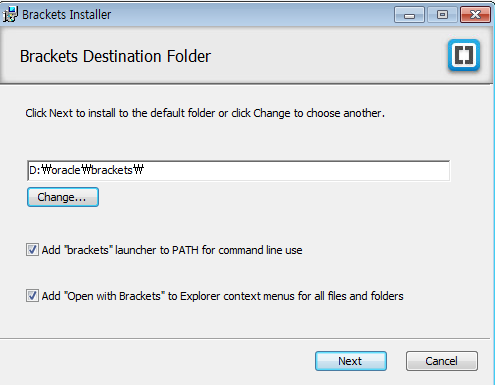 Brackets Installer
Brackets Destination Folder
Click Next to install to the default folder or click Change to choose another.
D:₩oracle₩brackets₩
Change...
Add "brackets" launcher to PATH for command line use
Add "Open with Brackets" to Explorer context menus for all files and folders
Next Cancel